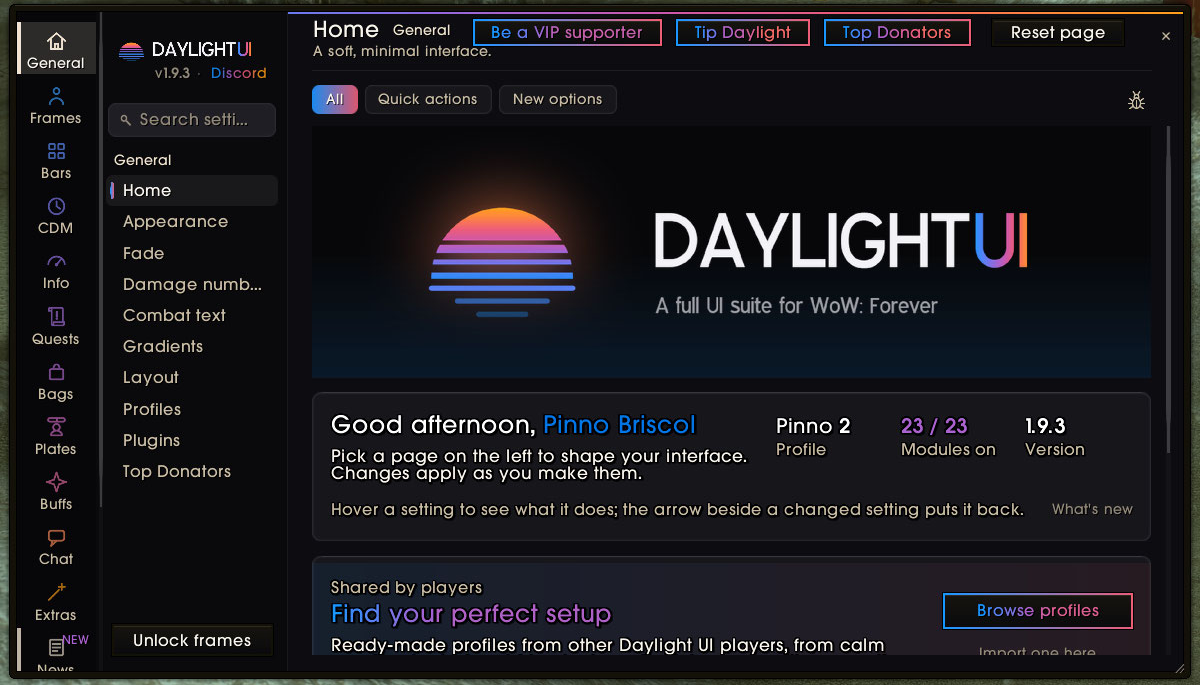 General
Frames
Bars
CDM
Info
Quests
Bags
Plates
Buffs
Chat
Extras
NEW
News
DAYLIGHTUI
v1.9.3 · Discord
Search setti...
General
Home
Appearance
Fade
Damage numb...
Combat text
Gradients
Layout
Profiles
Plugins
Top Donators
Unlock frames
Home General
Be a VIP supporter
Tip Daylight
Top Donators
Reset page
×
A soft, minimal interface.
All
Quick actions
New options
DAYLIGHTUI
A full UI suite for WoW: Forever
Good afternoon, Pinno Briscol
Pick a page on the left to shape your interface.
Changes apply as you make them.
Pinno 2
Profile
23 / 23
Modules on
1.9.3
Version
Hover a setting to see what it does; the arrow beside a changed setting puts it back.
What's new
Shared by players
Find your perfect setup
Ready-made profiles from other Daylight UI players, from calm
Browse profiles
Import one here